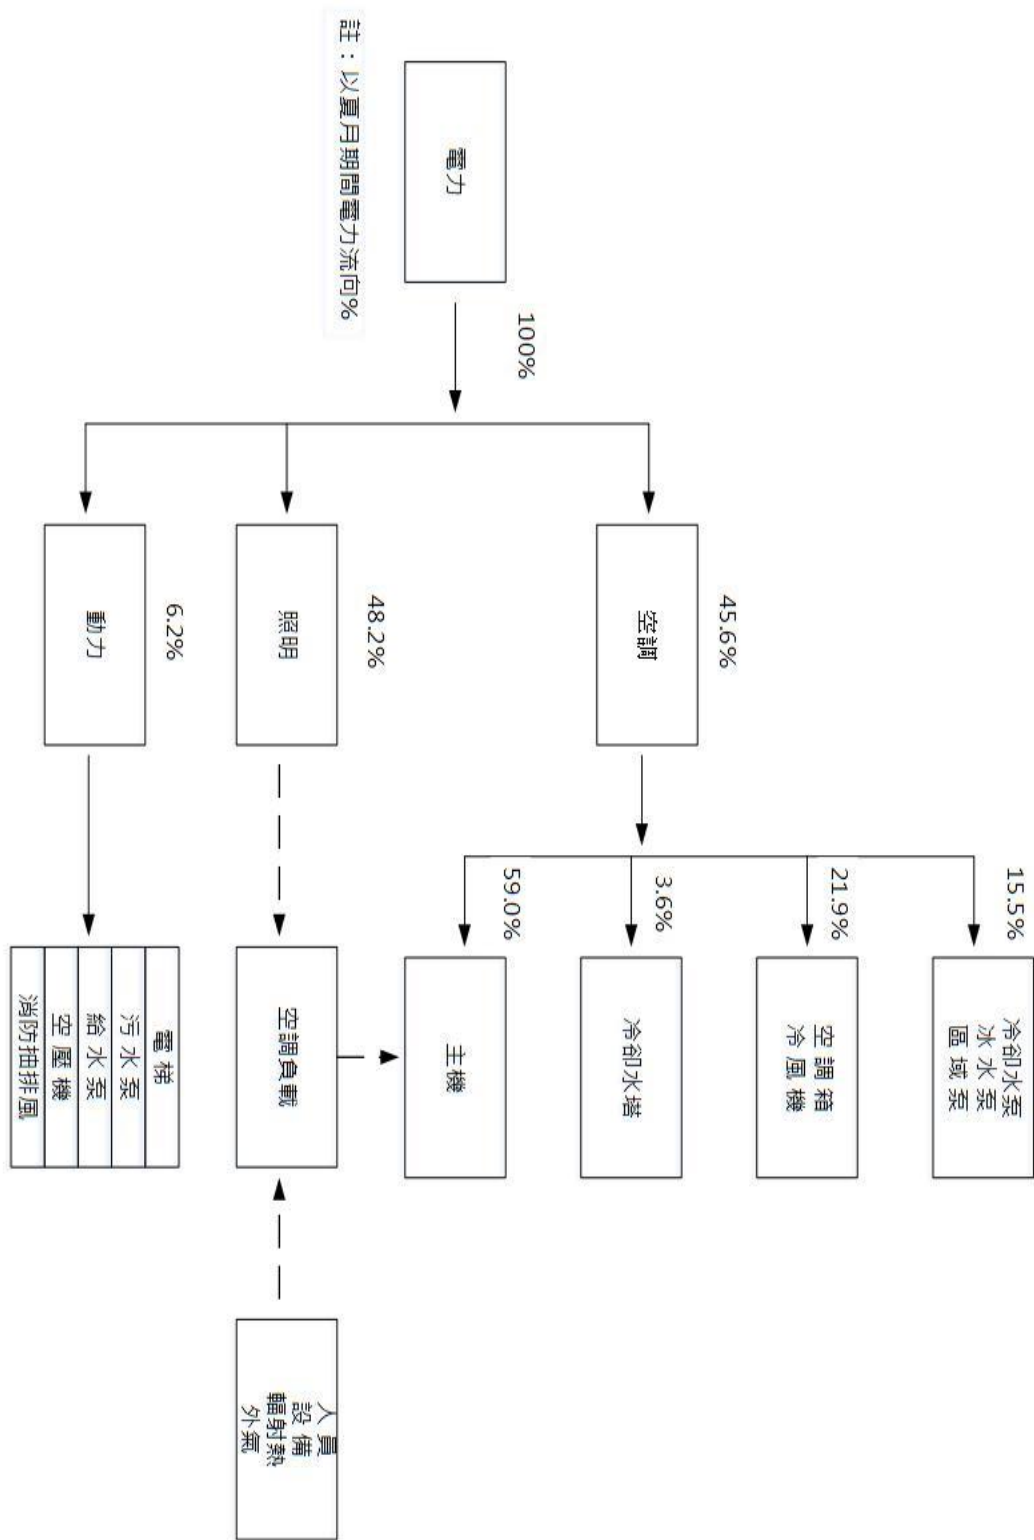 電力
100%
註：以夏月期間電力流向%
45.6%
空調
48.2%
照明
6.2%
動力
15.5%
冷卻水泵
冰水泵
區域泵
21.9%
空調箱
冷風機
3.6%
冷卻水塔
59.0%
主機
空調負載
電梯
污水泵
給水泵
空壓機
消防抽排風
人員
設備
輻射熱
外氣